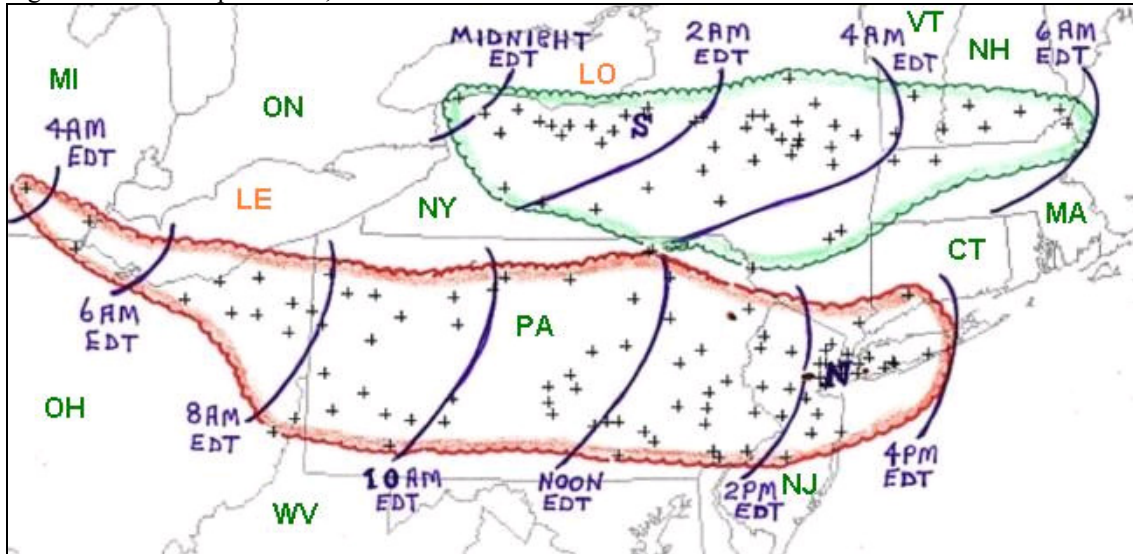 MIDNIGHT
EDT
2AM
EDT
4AM
EDT
VT
NH
6AM
EDT
MI
ON
LO
4AM
EDT
S
LE
NY
MA
CT
6AM
EDT
PA
N
OH
8AM
EDT
10AM
EDT
NOON
EDT
2PM
EDT
NJ
4PM
EDT
WV